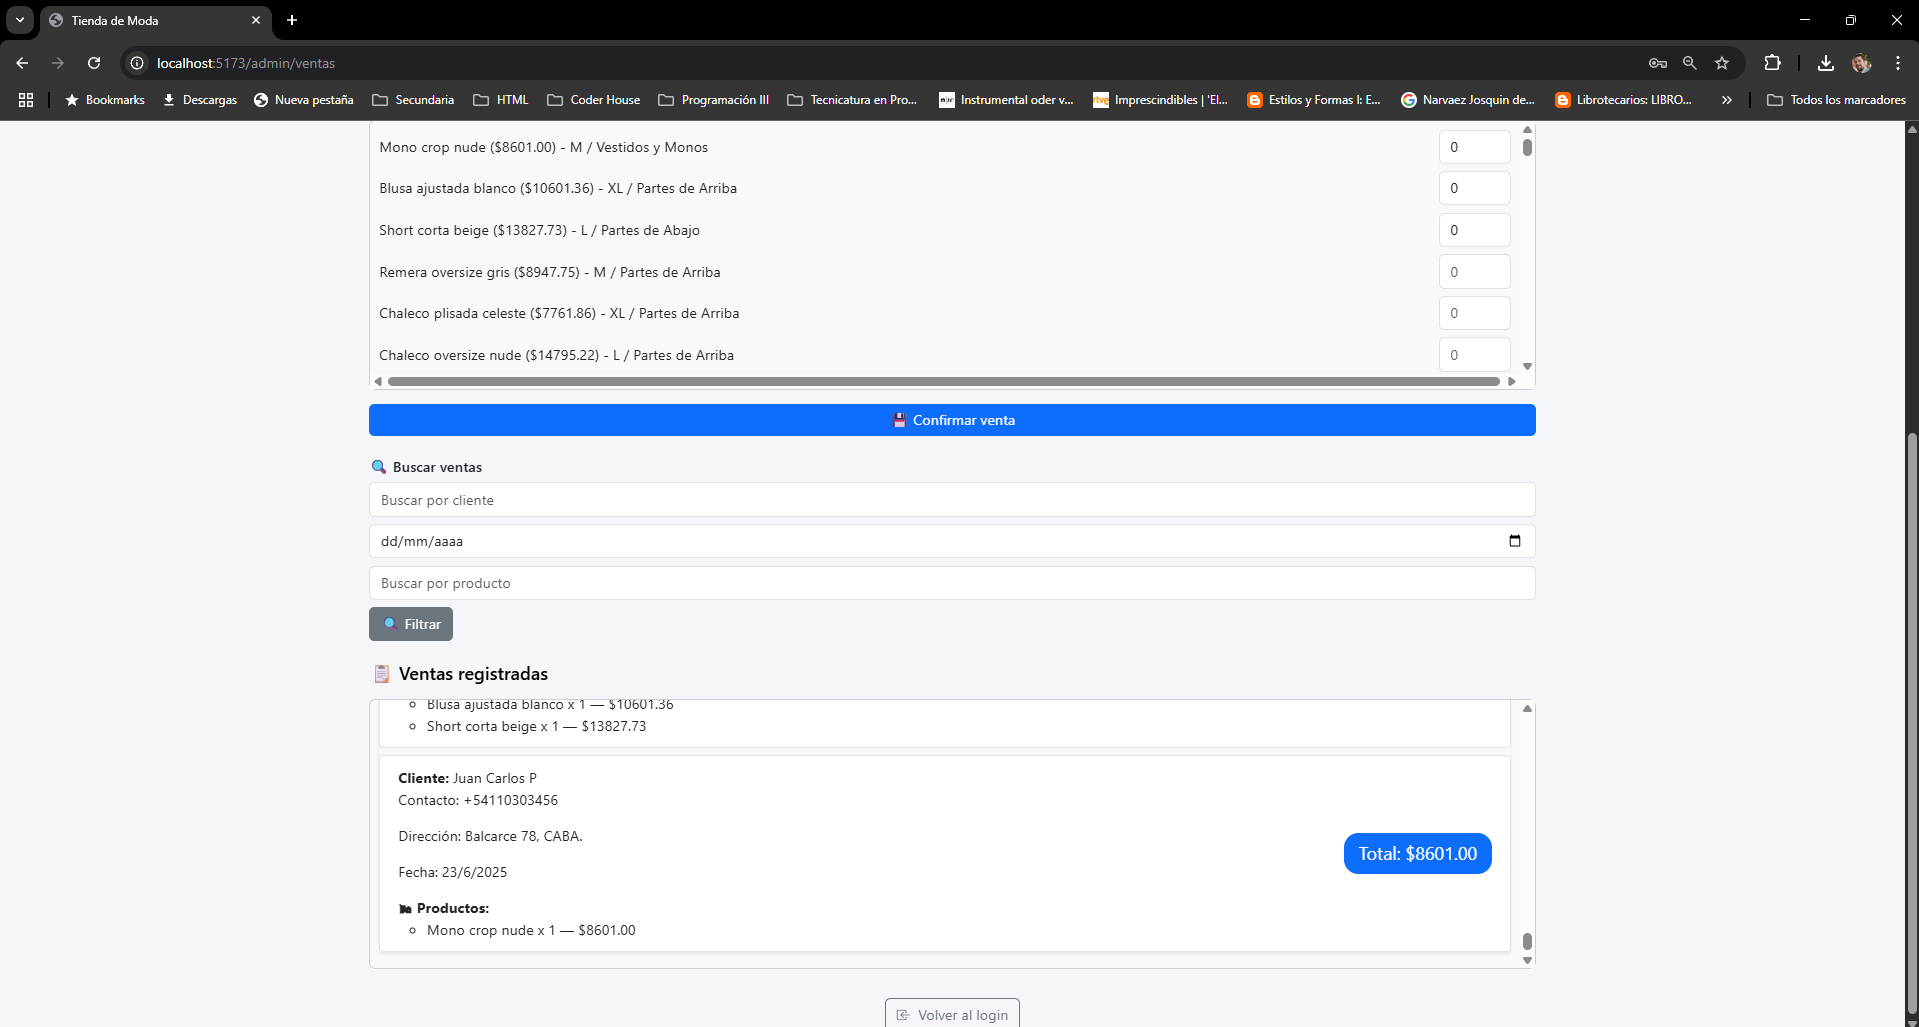 Tienda de Moda
localhost:5173/admin/ventas
Bookmarks
Descargas
Nueva pestaña
Secundaria
HTML
Coder House
Programación III
Tecnicatura en Pro...
Instrumental oder v...
Imprescindibles | 'El...
Estilos y Formas I: E...
Narvaez Josquin de...
Librotecarios: LIBRO...
Todos los marcadores
Mono crop nude ($8601.00) - M / Vestidos y Monos 0
Blusa ajustada blanco ($10601.36) - XL / Partes de Arriba 0
Short corta beige ($13827.73) - L / Partes de Abajo 0
Remera oversize gris ($8947.75) - M / Partes de Arriba 0
Chaleco plisada celeste ($7761.86) - XL / Partes de Arriba 0
Chaleco oversize nude ($14795.22) - L / Partes de Arriba 0
Confirmar venta
Buscar ventas
Buscar por cliente
dd/mm/aaaa
Buscar por producto
Filtrar
Ventas registradas
Blusa ajustada blanco x 1 — $10601.36
Short corta beige x 1 — $13827.73
Cliente: Juan Carlos P
Contacto: +54110303456
Dirección: Balcarce 78, CABA.
Total: $8601.00
Fecha: 23/6/2025
Productos:
Mono crop nude x 1 — $8601.00
Volver al login